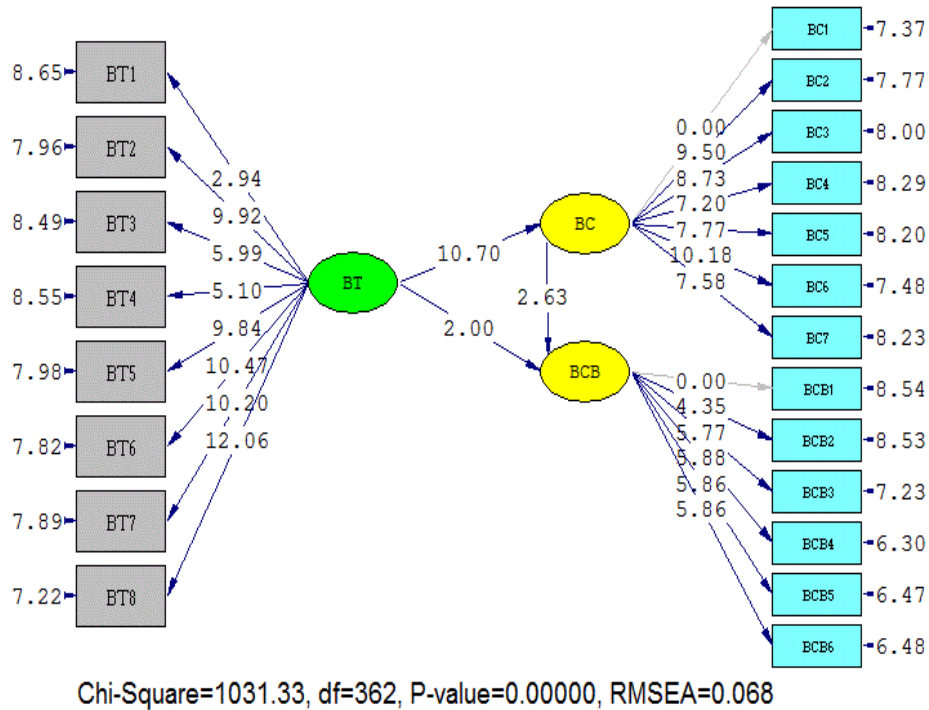 8.65 BT1
7.96 BT2
8.49 BT3
8.55 BT4
7.98 BT5
7.82 BT6
7.89 BT7
7.22 BT8
2.94
9.92
5.99
5.10
9.84
10.47
10.20
12.06
BT
10.70
2.00
BC
2.63
BCB
0.00
9.50
8.73
7.20
7.77
10.18
7.58
0.00
4.35
5.77
5.88
5.86
5.86
BC1 7.37
BC2 7.77
BC3 8.00
BC4 8.29
BC5 8.20
BC6 7.48
BC7 8.23
BCB1 8.54
BCB2 8.53
BCB3 7.23
BCB4 6.30
BCB5 6.47
BCB6 6.48
Chi-Square=1031.33, df=362, P-value=0.00000, RMSEA=0.068